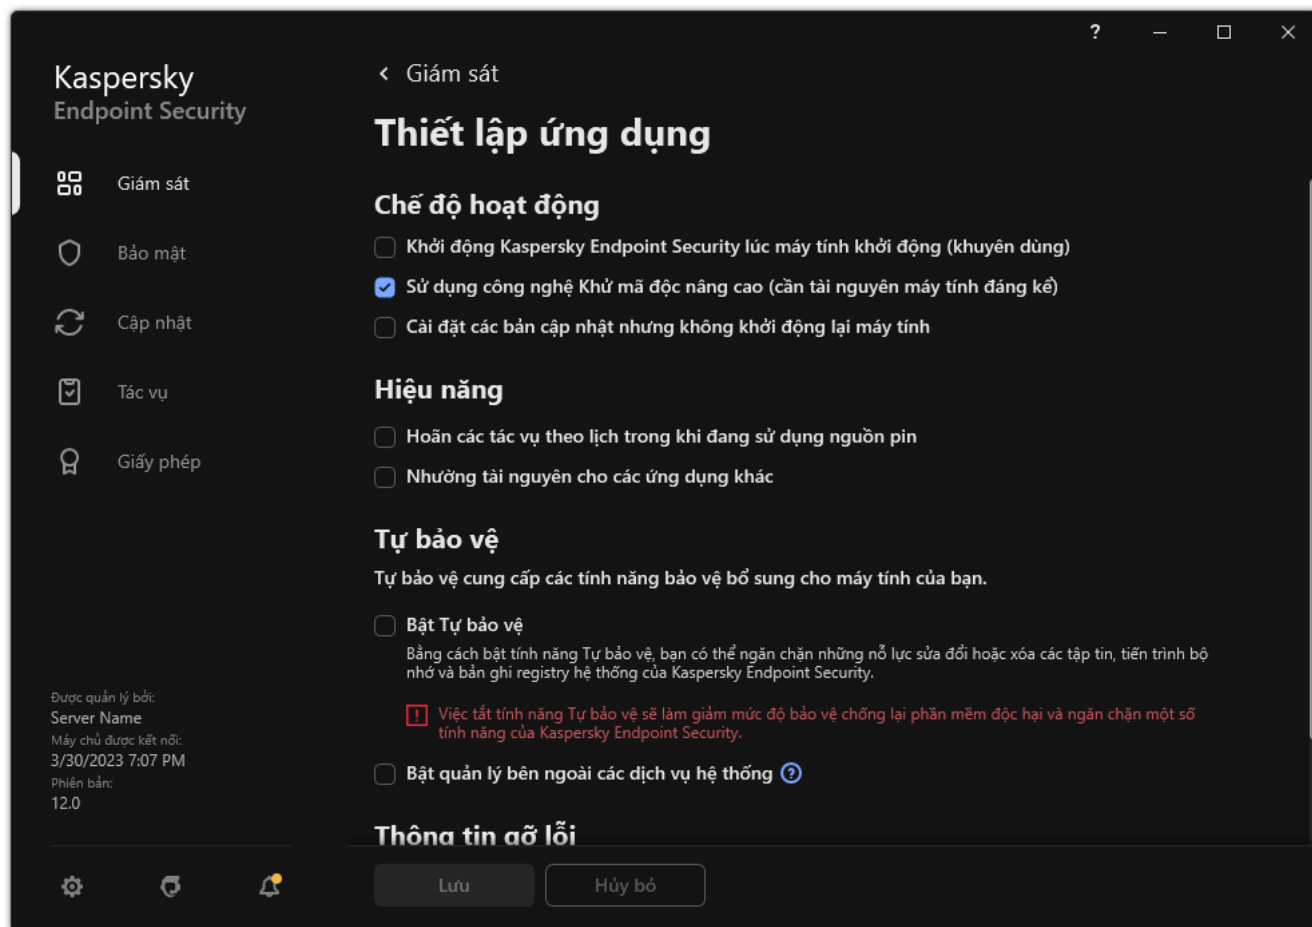 ?
Kaspersky
Endpoint Security
Giám sát
Bảo mật
Cập nhật
Tác vụ
Giấy phép
Được quản lý bởi:
Server Name
Máy chủ được kết nối:
3/30/2023 7:07 PM
Phiên bản:
12.0
Giám sát
Thiết lập ứng dụng
Chế độ hoạt động
Khởi động Kaspersky Endpoint Security lúc máy tính khởi động (khuyên dùng)
Sử dụng công nghệ Khử mã độc nâng cao (cần tài nguyên máy tính đáng kể)
Cài đặt các bản cập nhật nhưng không khởi động lại máy tính
Hiệu năng
Hoãn các tác vụ theo lịch trong khi đang sử dụng nguồn pin
Nhường tài nguyên cho các ứng dụng khác
Tự bảo vệ
Tự bảo vệ cung cấp các tính năng bảo vệ bổ sung cho máy tính của bạn.
Bật Tự bảo vệ
Bằng cách bật tính năng Tự bảo vệ, bạn có thể ngăn chặn những nỗ lực sửa đổi hoặc xóa các tập tin, tiến trình bộ
nhớ và bản ghi registry hệ thống của Kaspersky Endpoint Security.
Việc tắt tính năng Tự bảo vệ sẽ làm giảm mức độ bảo vệ chống lại phần mềm độc hại và ngăn chặn một số
tính năng của Kaspersky Endpoint Security.
Bật quản lý bên ngoài các dịch vụ hệ thống ?
Thông tin gỡ lỗi
Lưu
Hủy bỏ